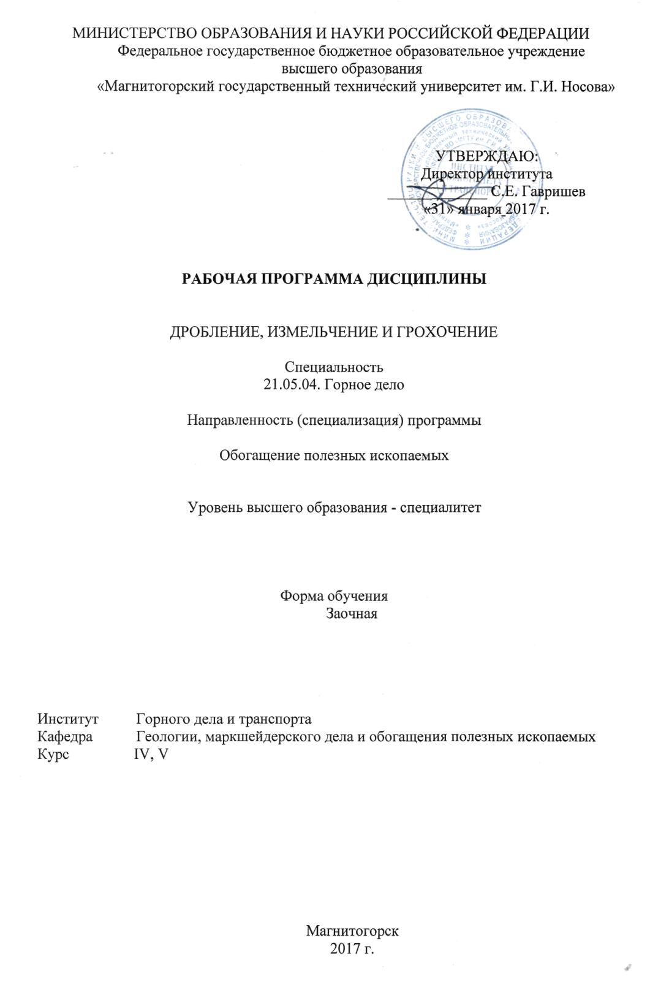 МИНИСТЕРСТВО ОБРАЗОВАНИЯ И НАУКИ РОССИЙСКОЙ ФЕДЕРАЦИИ
Федеральное государственное бюджетное образовательное учреждение
высшего образования
«Магнитогорский государственный технический университет им. Г.И. Носова»
УТВЕРЖДАЮ:
Директор института
С.Е. Гавришев
«31» января 2017 г.
РАБОЧАЯ ПРОГРАММА ДИСЦИПЛИНЫ
ДРОБЛЕНИЕ, ИЗМЕЛЬЧЕНИЕ И ГРОХОЧЕНИЕ
Специальность
21.05.04. Горное дело
Направленность (специализация) программы
Обогащение полезных ископаемых
Уровень высшего образования - специалитет
Форма обучения
Заочная
Институт Горного дела и транспорта
Кафедра Геологии, маркшейдерского дела и обогащения полезных ископаемых
Курс IV, V
Магнитогорск
2017 г.